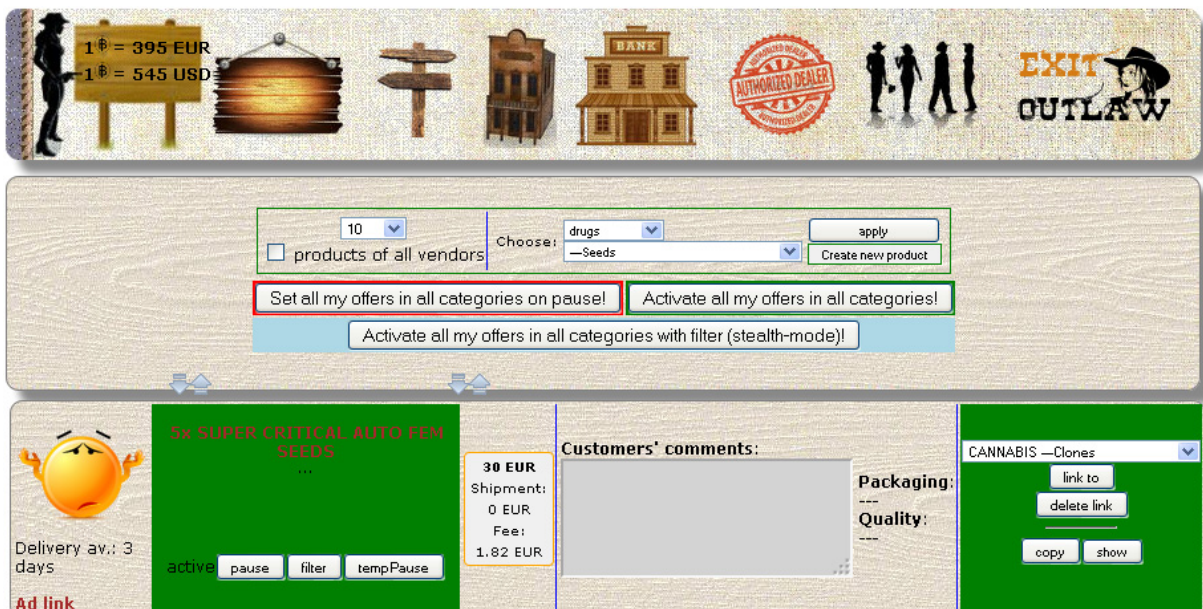 1฿ = 395 EUR
1฿ = 545 USD
BANK
AUTHORIZED DEALER
AUTHORIZED DEALER
EXIT
OUTLAW
10
products of all vendors
Choose:
drugs
—Seeds
apply
Create new product
Set all my offers in all categories on pause!
Activate all my offers in all categories!
Activate all my offers in all categories with filter (stealth-mode)!
5x SUPER CRITICAL AUTO FEM
SEEDS
...
Delivery av.: 3
days
Ad link
active
pause
filter
tempPause
30 EUR
Shipment:
0 EUR
Fee:
1.82 EUR
Customers' comments:
Packaging:
---
Quality:
---
CANNABIS —Clones
link to
delete link
copy
show